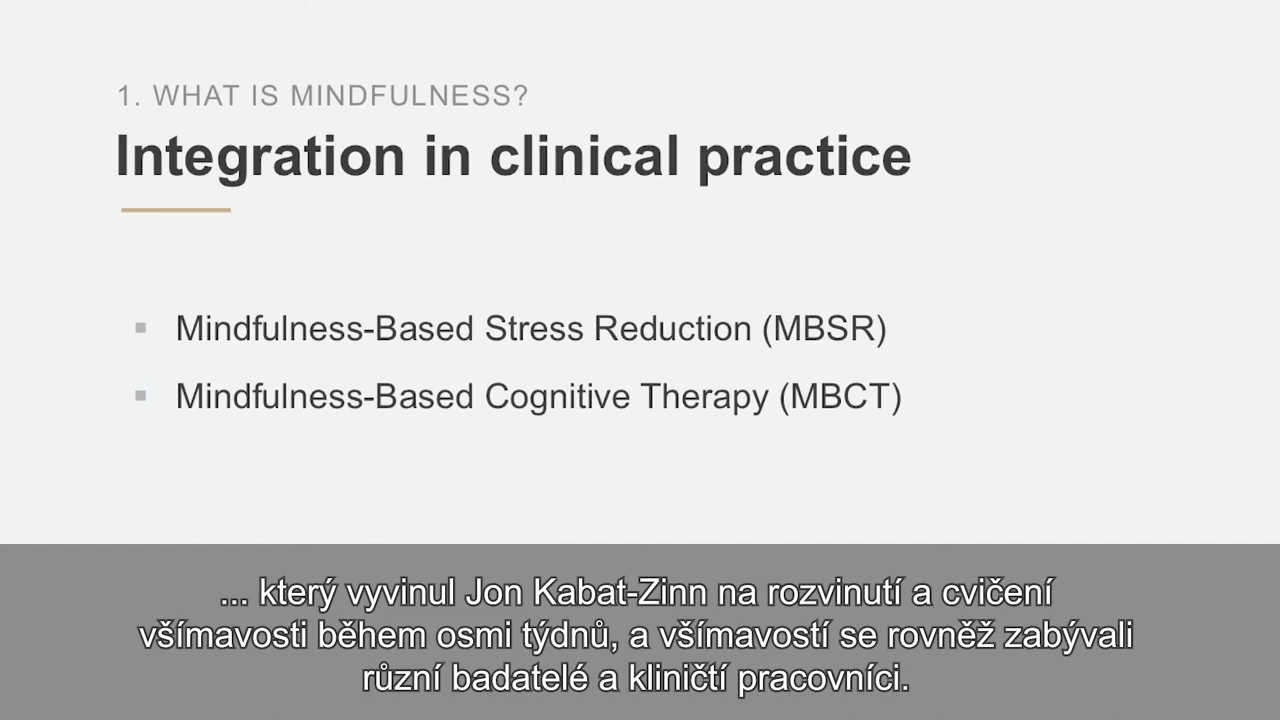 1. WHAT IS MINDFULNESS?
Integration in clinical practice
Mindfulness-Based Stress Reduction (MBSR)
Mindfulness-Based Cognitive Therapy (MBCT)
... který vyvinul Jon Kabat-Zinn na rozvinutí a cvičení
všímavosti během osmi týdnů, a všímavostí se rovněž zabývali
různí badatelé a kliničtí pracovníci.